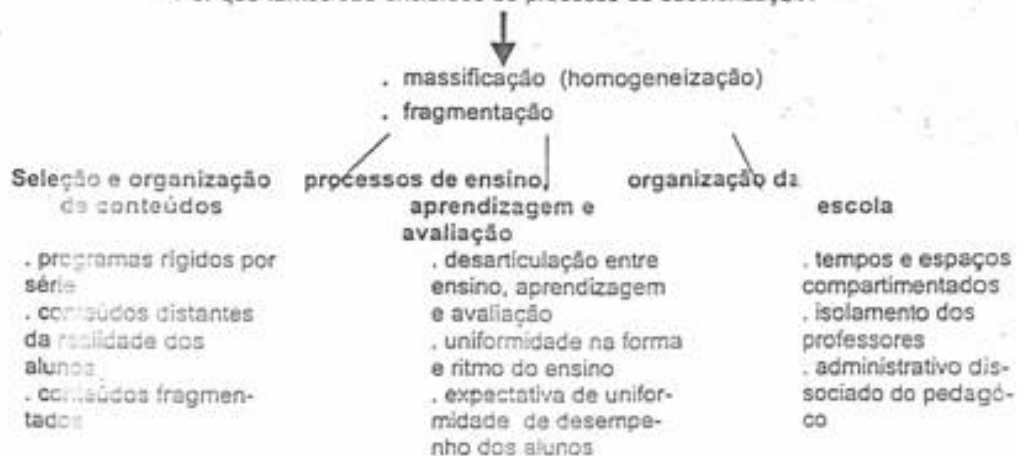 . massificação (homogeneização)
. fragmentação
Seleção e organização
de conteúdos
. programas rígidos por
série
. conteúdos distantes
da realidade dos
alunos
. conteúdos fragmen-
tados
processos de ensino,
aprendizagem e
avaliação
. desarticulação entre
ensino, aprendizagem
e avaliação
. uniformidade na forma
e ritmo do ensino
. expectativa de unifor-
midade de desempe-
nho dos alunos
organização da
escola
. tempos e espaços
compartimentados
. isolamento dos
professores
. administrativo dis-
sociado do pedagó-
co